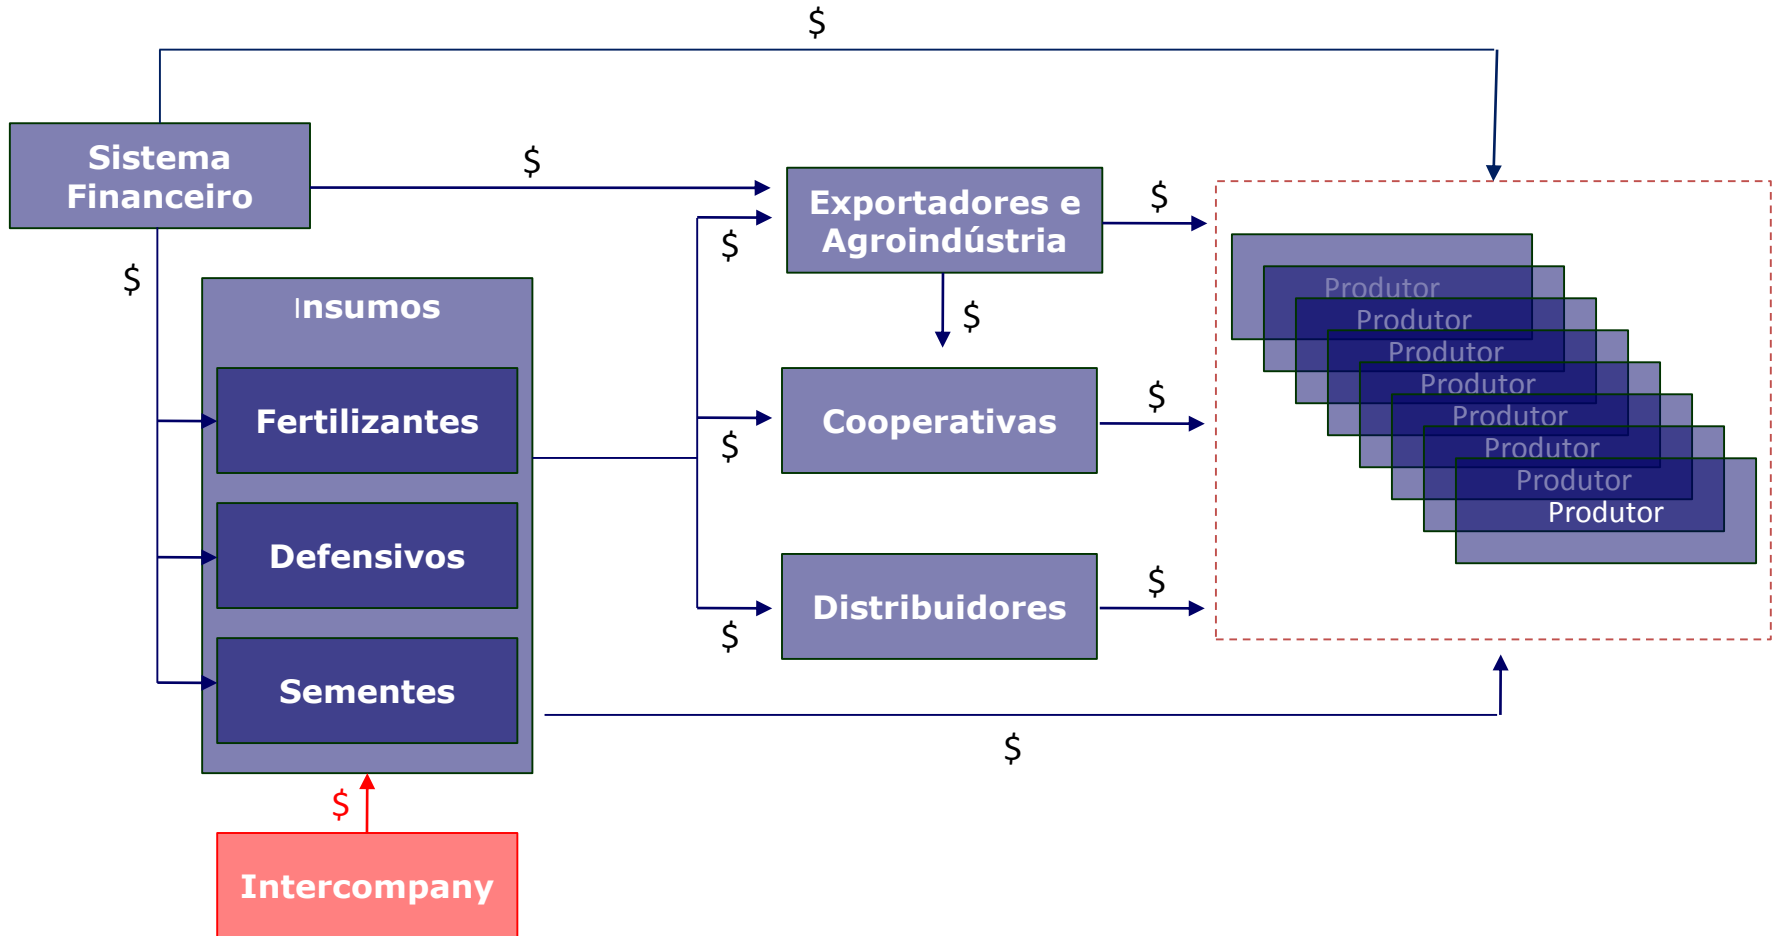 $
Sistema
Financeiro
$
$
Insumos
Fertilizantes
Defensivos
Sementes
$
Intercompany
$
$
$
Exportadores e
Agroindústria
$
Cooperativas
Distribuidores
$
$
$
$
Produtor
Produtor
Produtor
Produtor
Produtor
Produtor
Produtor
Produtor